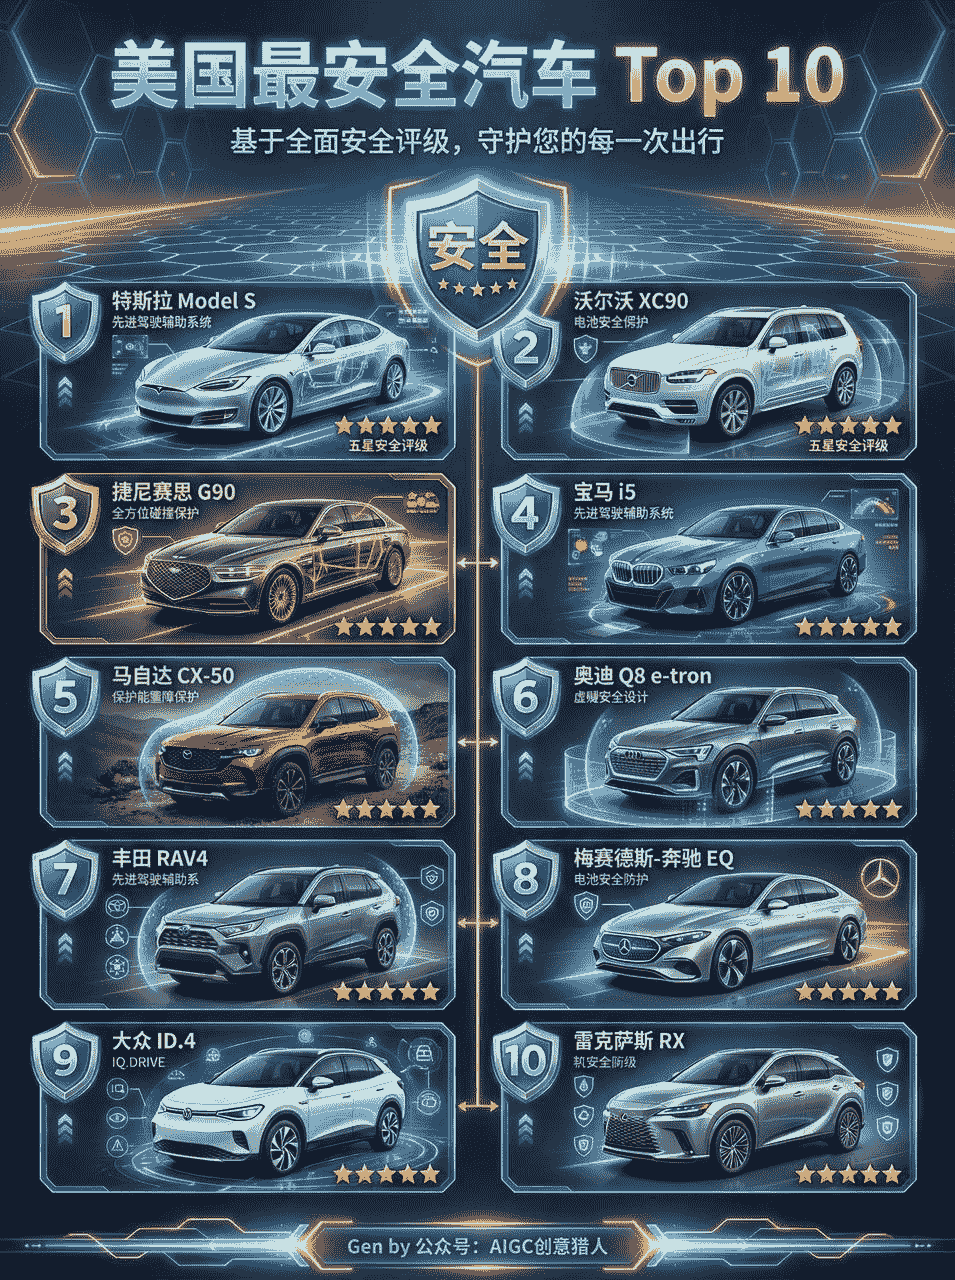 美国最安全汽车 Top 10
基于全面安全评级，守护您的每一次出行
安全
1
特斯拉 Model S
先进驾驶辅助系统
五星安全评级
2
沃尔沃 XC90
电池安全保护
五星安全评级
3
捷尼赛思 G90
全方位碰撞保护
4
宝马 i5
先进驾驶辅助系统
5
马自达 CX-50
保护能量障保护
6
奥迪 Q8 e-tron
安全设计
7
丰田 RAV4
先进驾驶辅助系
8
梅赛德斯-奔驰 EQ
电池安全防护
9
大众 ID.4
IQ.DRIVE
10
雷克萨斯 RX
安全
Gen by 公众号：AIGC创意猎人